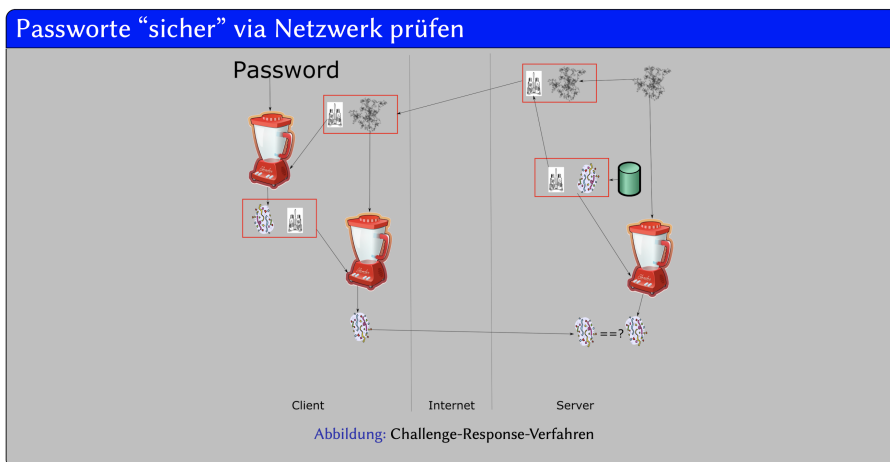 Passworte “sicher” via Netzwerk prüfen
Password
==?
Client Internet Server
Abbildung: Challenge-Response-Verfahren